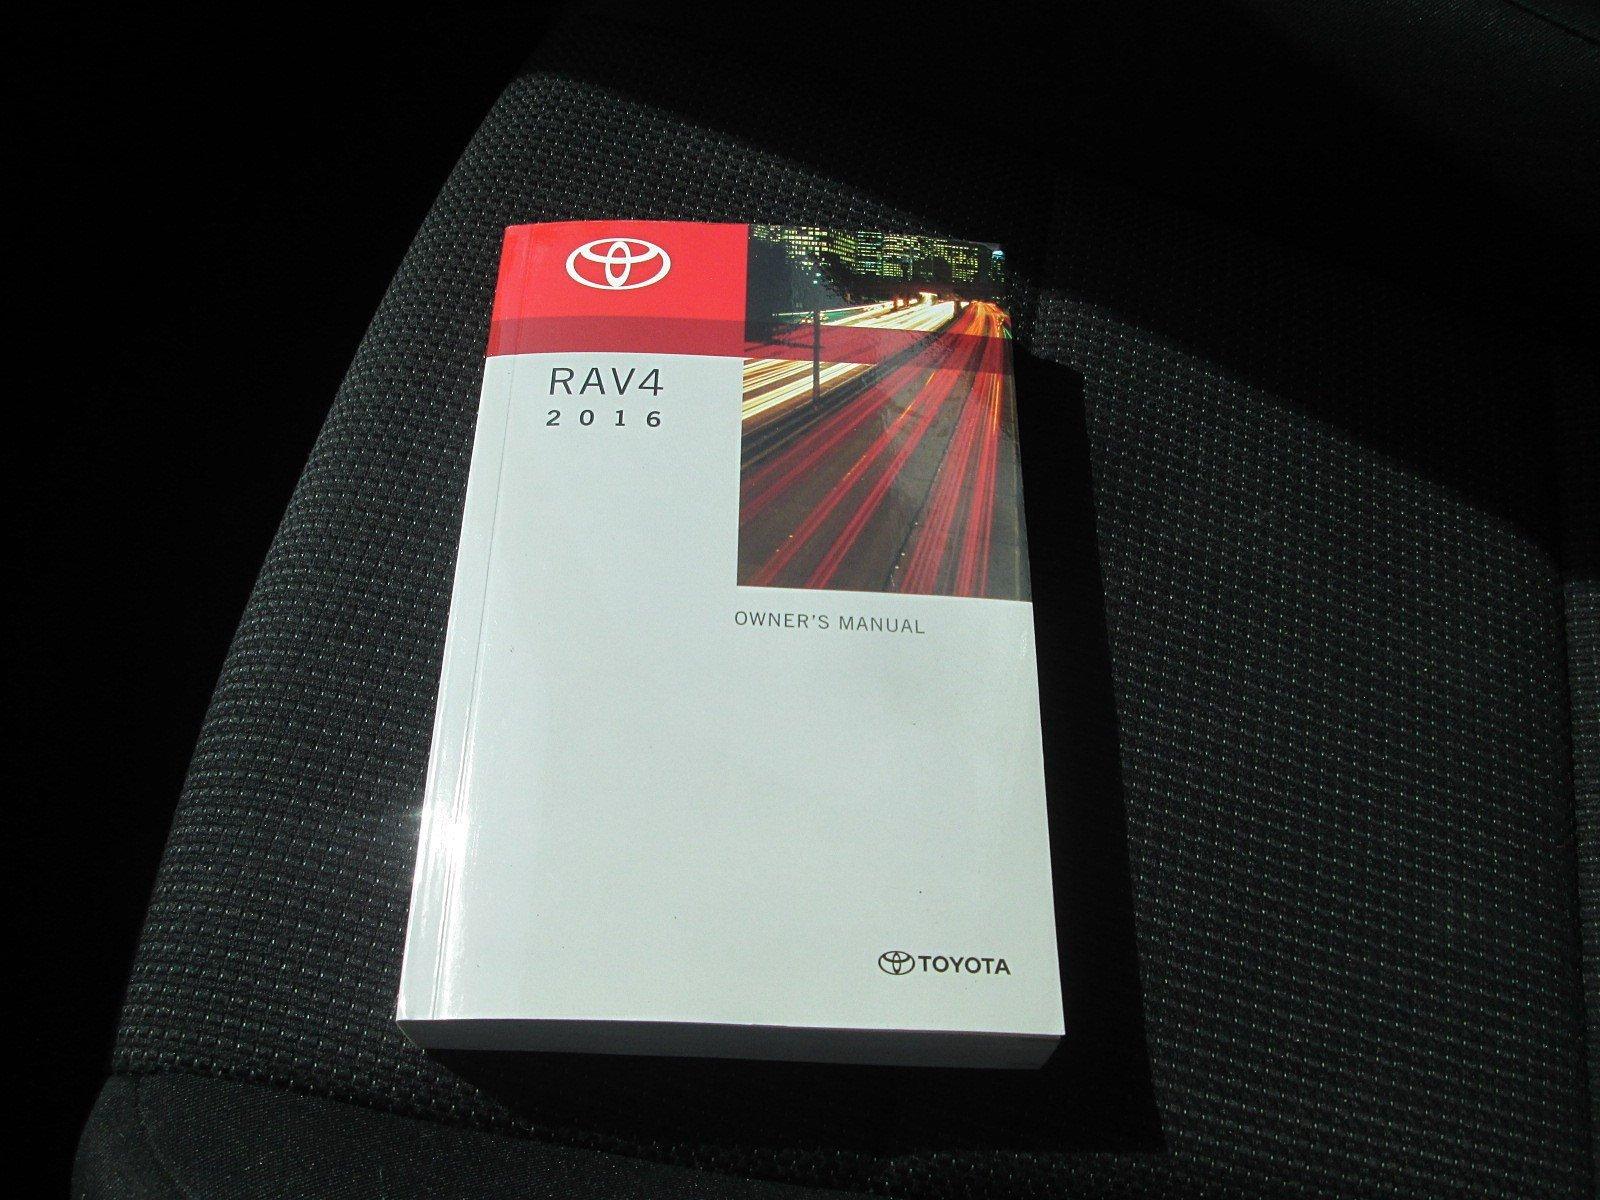 RAV4
2016
OWNER'S MANUAL
TOYOTA